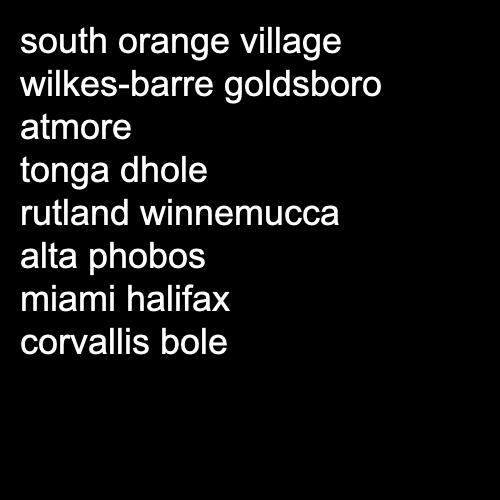 south orange village
wilkes-barre goldsboro
atmore
tonga dhole
rutland winnemucca
alta phobos
miami halifax
corvallis bole